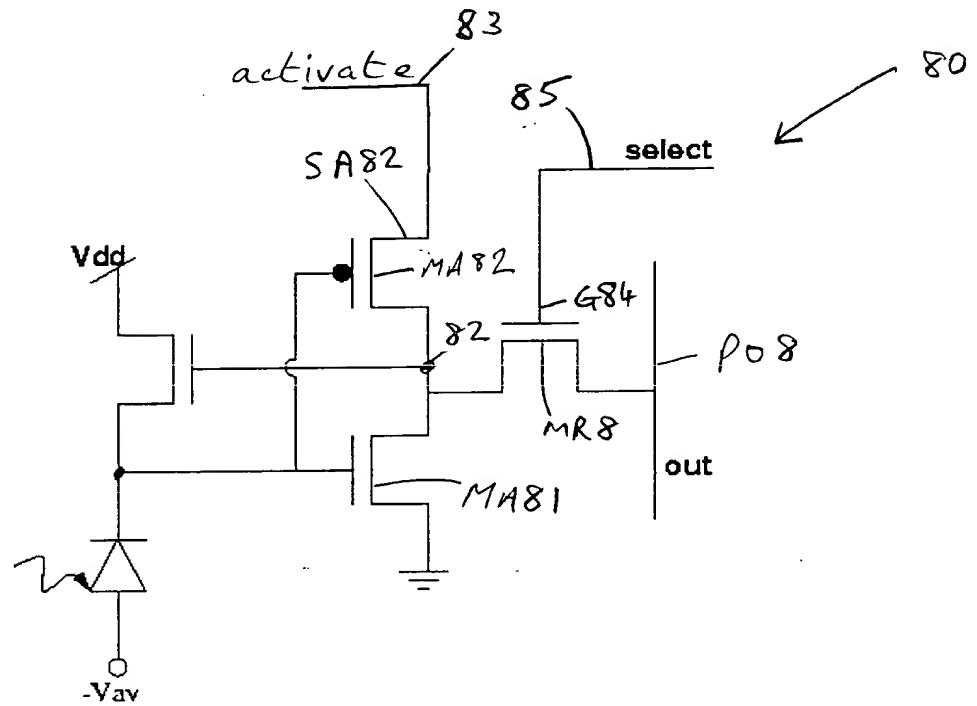 83
activate
80
85
select
SA82
Vdd
MA82
G84
82
P08
MR8
out
MA81
-Vav